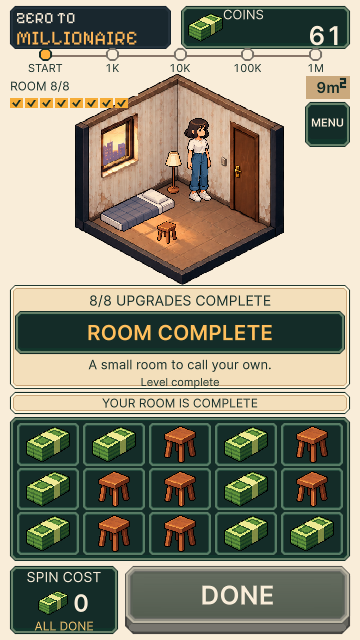 ZERO TO
MILLIONAIRE
COINS
61
START 1K 10K 100K 1M
ROOM 8/8
9m²
MENU
8/8 UPGRADES COMPLETE
ROOM COMPLETE
A small room to call your own.
Level complete
YOUR ROOM IS COMPLETE
SPIN COST
0
ALL DONE
DONE